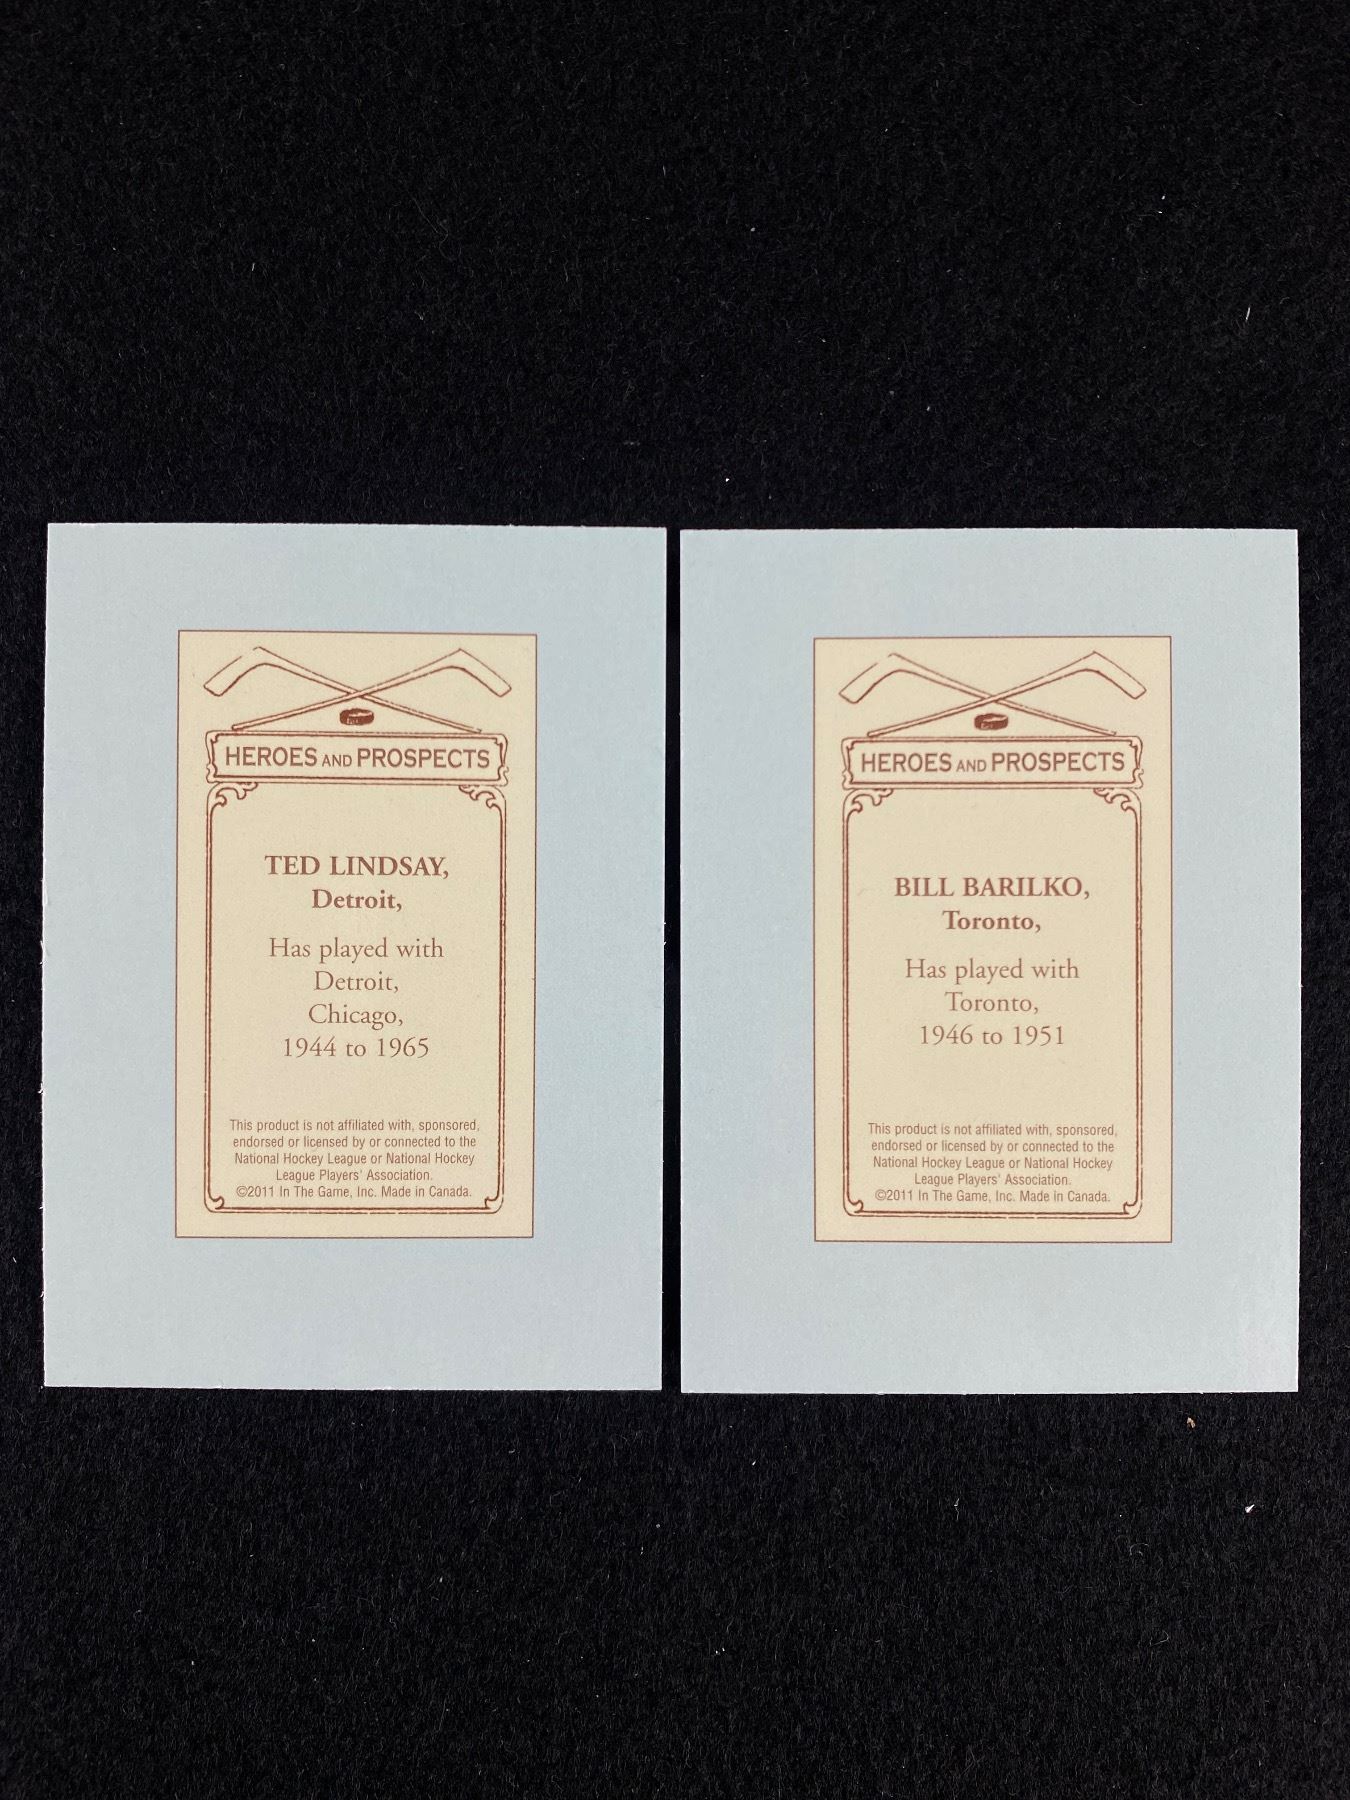 HEROES AND PROSPECTS
TED LINDSAY,
Detroit,
Has played with
Detroit,
Chicago,
1944 to 1965
This product is not affiliated with, sponsored,
endorsed or licensed by or connected to the
National Hockey League or National Hockey
League Players' Association.
©2011 In The Game, Inc. Made in Canada.
HEROES AND PROSPECTS
BILL BARILKO,
Toronto,
Has played with
Toronto,
1946 to 1951
This product is not affiliated with, sponsored,
endorsed or licensed by or connected to the
National Hockey League or National Hockey
League Players' Association.
©2011 In The Game, Inc. Made in Canada.